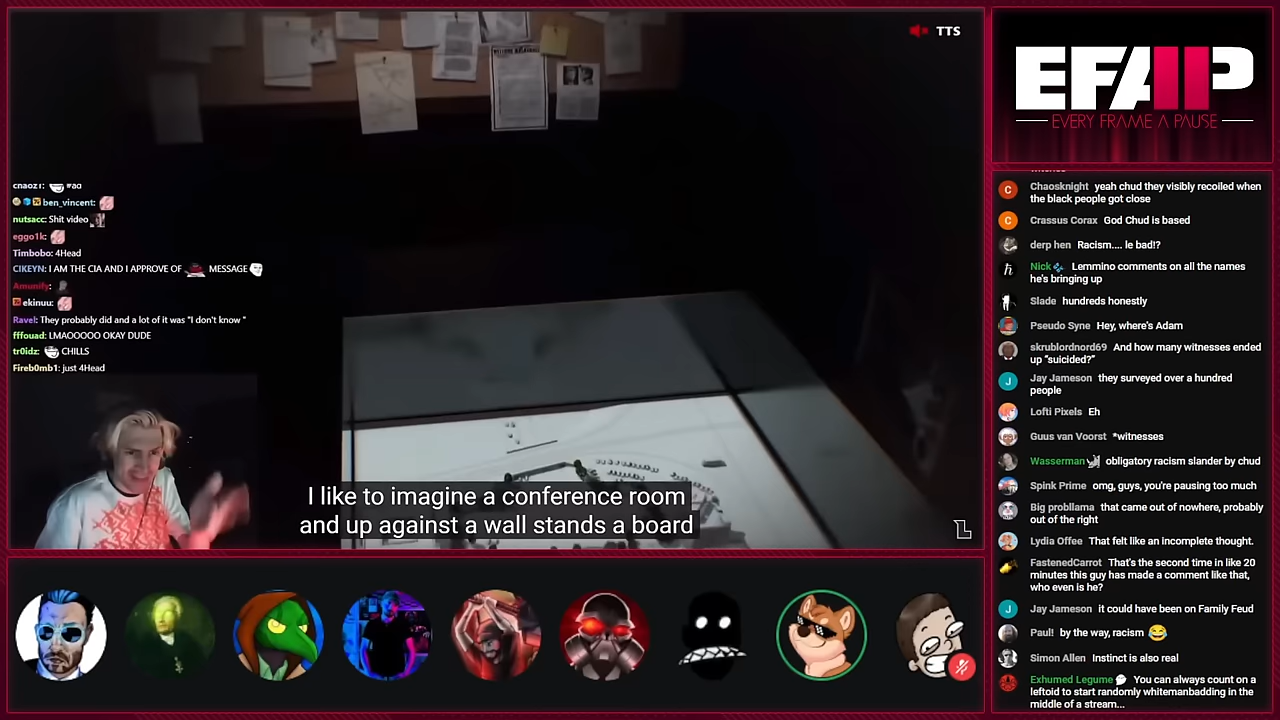 TTS
EFAP
EVERY FRAME A PAUSE
cnaoz1: #ad
ben_vincent:
nutsacc: Shit video
eggo1k:
Timbobo: 4Head
CIKEYN: I AM THE CIA AND I APPROVE OF MESSAGE
Amunify:
ekinuu:
Ravel: They probably did and a lot of it was "I don't know "
fffouad: LMAOOOOO OKAY DUDE
tr0idz: CHILLS
Fireb0mb1: just 4Head
I like to imagine a conference room
and up against a wall stands a board
Chaosknight yeah chud they visibly recoiled when
the black people got close
Crassus Corax God Chud is based
derp hen Racism.... le bad!?
Nick Lemmino comments on all the names
he's bringing up
Slade hundreds honestly
Pseudo Syne Hey, where's Adam
skrublordnord69 And how many witnesses ended
up “suicided?”
J Jay Jameson they surveyed over a hundred
people
Lofti Pixels Eh
Guus van Voorst *witnesses
Wasserman obligatory racism slander by chud
Spink Prime omg, guys, you're pausing too much
Big probllama that came out of nowhere, probably
out of the right
Lydia Offee That felt like an incomplete thought.
FastenedCarrot That's the second time in like 20
minutes this guy has made a comment like that,
who even is he?
J Jay Jameson it could have been on Family Feud
Paul! by the way, racism
Simon Allen Instinct is also real
Exhumed Legume You can always count on a
leftoid to start randomly whitemanbadding in the
middle of a stream...